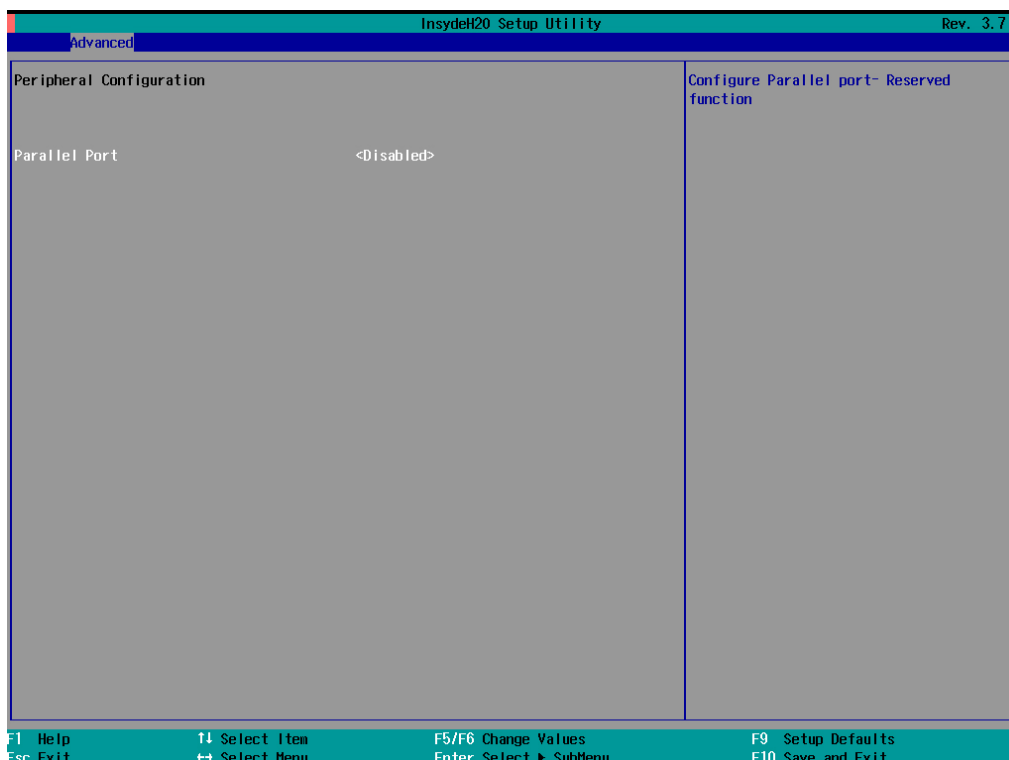 InsydeH20 Setup Utility Rev. 3.7
Advanced
Peripheral Configuration
Configure Parallel port- Reserved
function
Parallel Port <Disabled>
F1 Help ↑↓ Select Item F5/F6 Change Values F9 Setup Defaults
Esc Exit ←→ Select Menu Enter Select ▶ SubMenu F10 Save and Exit